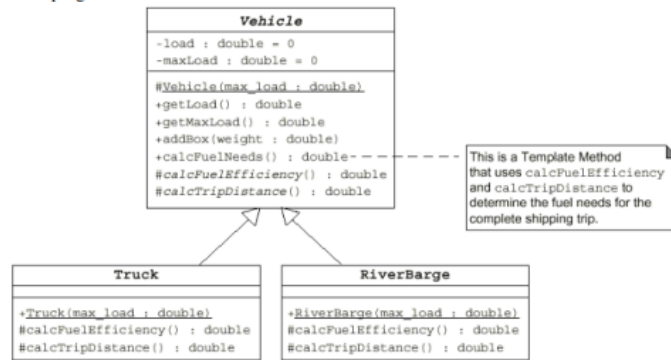 Vehicle
-load : double = 0
-maxLoad : double = 0
#Vehicle(max_load : double)
+getLoad() : double
+getMaxLoad() : double
+addBox(weight : double)
+calcFuelNeeds() : double
#calcFuelEfficiency() : double
#calcTripDistance() : double
This is a Template Method
that uses calcFuelEfficiency
and calcTripDistance to
determine the fuel needs for the
complete shipping trip.
Truck
+Truck(max_load : double)
#calcFuelEfficiency() : double
#calcTripDistance() : double
RiverBarge
+RiverBarge(max_load : double)
#calcFuelEfficiency() : double
#calcTripDistance() : double